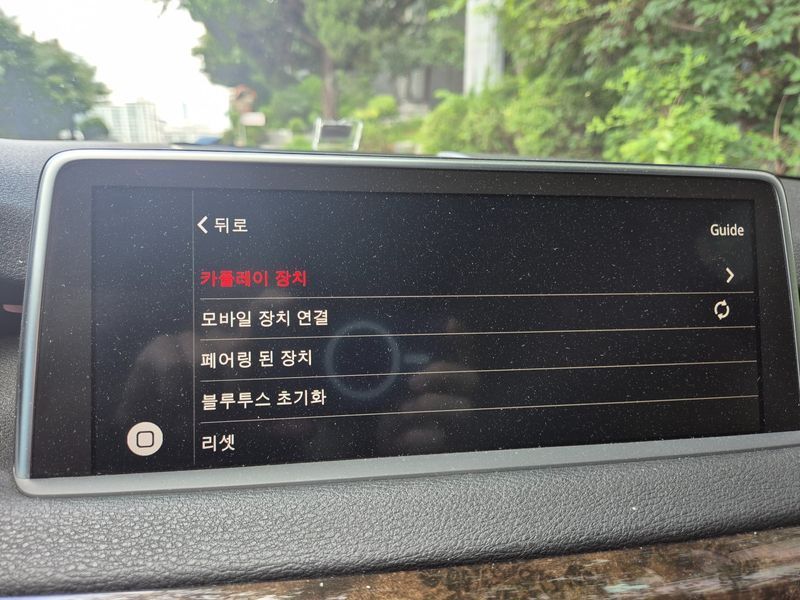 뒤로
Guide
카플레이 장치
모바일 장치 연결
페어링 된 장치
블루투스 초기화
리셋